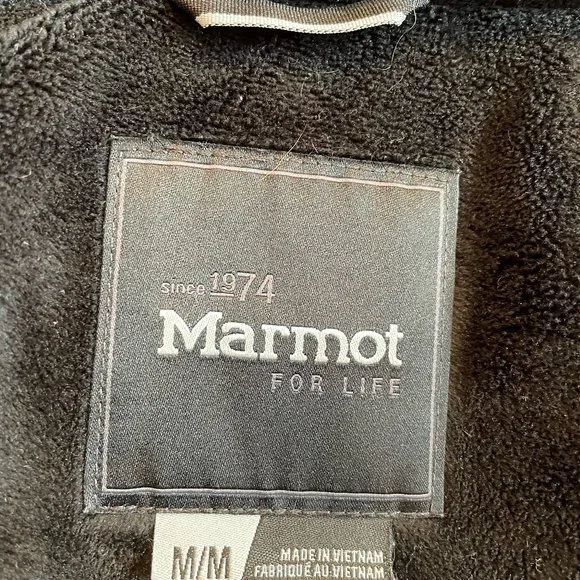 since 1974
Marmot
FOR LIFE
M/M
MADE IN VIETNAM
FABRIQUÉ AU VIETNAM